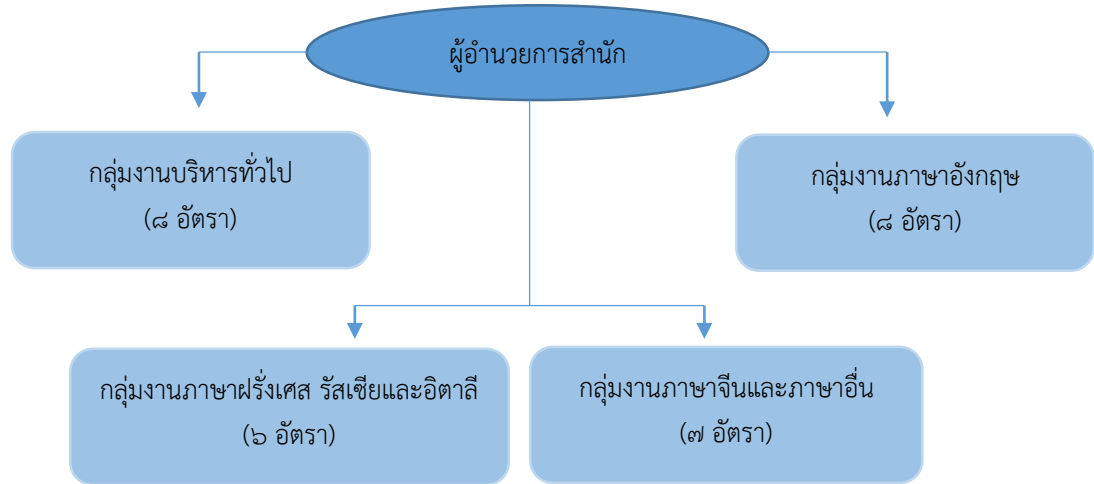 ผู้อำนวยการสำนัก
กลุ่มงานบริหารทั่วไป
(๘ อัตรา)
กลุ่มงานภาษาอังกฤษ
(๘ อัตรา)
กลุ่มงานภาษาฝรั่งเศส รัสเซียและอิตาลี
(๖ อัตรา)
กลุ่มงานภาษาจีนและภาษาอื่น
(๗ อัตรา)